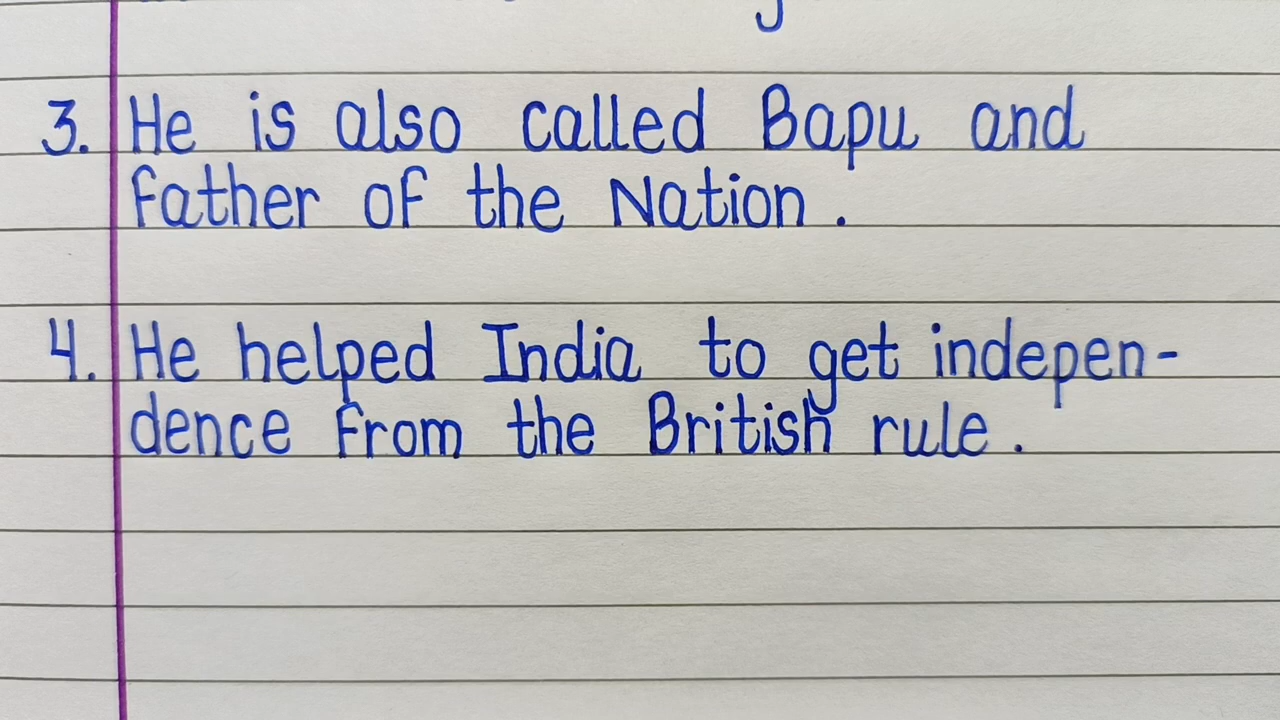 3. He is also called Bapu and
Father of the Nation.
4. He helped India to get indepen-
dence from the British rule.